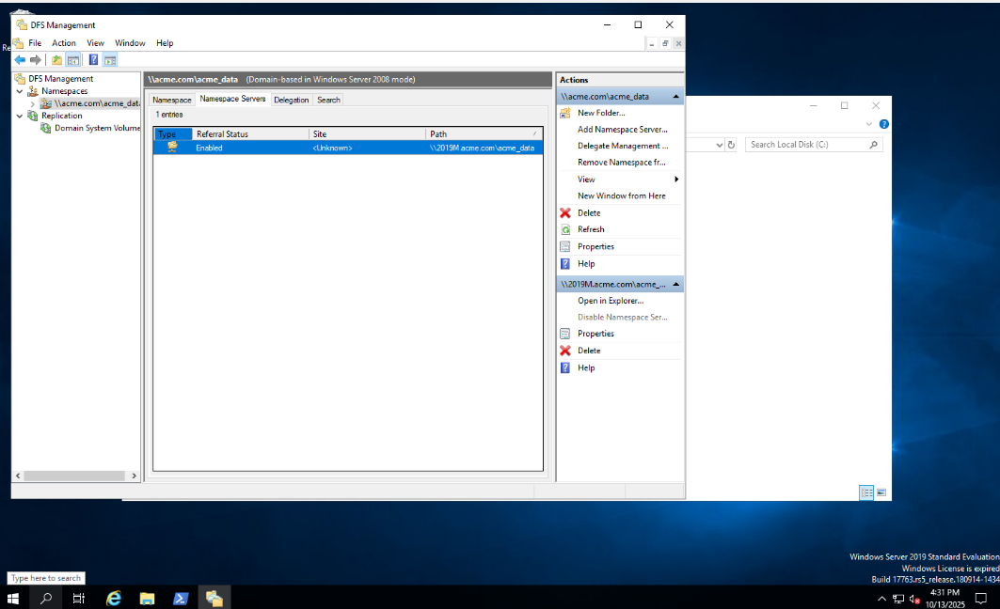 DFS Management
File Action View Window Help
DFS Management
Namespaces
\\acme.com\acme_dat
Replication
Domain System Volume
\\acme.com\acme_data (Domain-based in Windows Server 2008 mode)
Namespace Namespace Servers Delegation Search
1 entries
Type Referral Status Site Path
Enabled <Unknown> \\2019M.acme.com\acme_data
Actions
\\acme.com\acme_data
New Folder...
Add Namespace Server...
Delegate Management ...
Remove Namespace fr...
View
New Window from Here
Delete
Refresh
Properties
Help
\\2019M.acme.com\acme_...
Open in Explorer...
Disable Namespace Ser...
Properties
Delete
Help
Search Local Disk (C:)
Windows Server 2019 Standard Evaluation
Windows License is expired
Build 17763.rs5_release.180914-1434
Type here to search
4:31 PM
10/13/2025